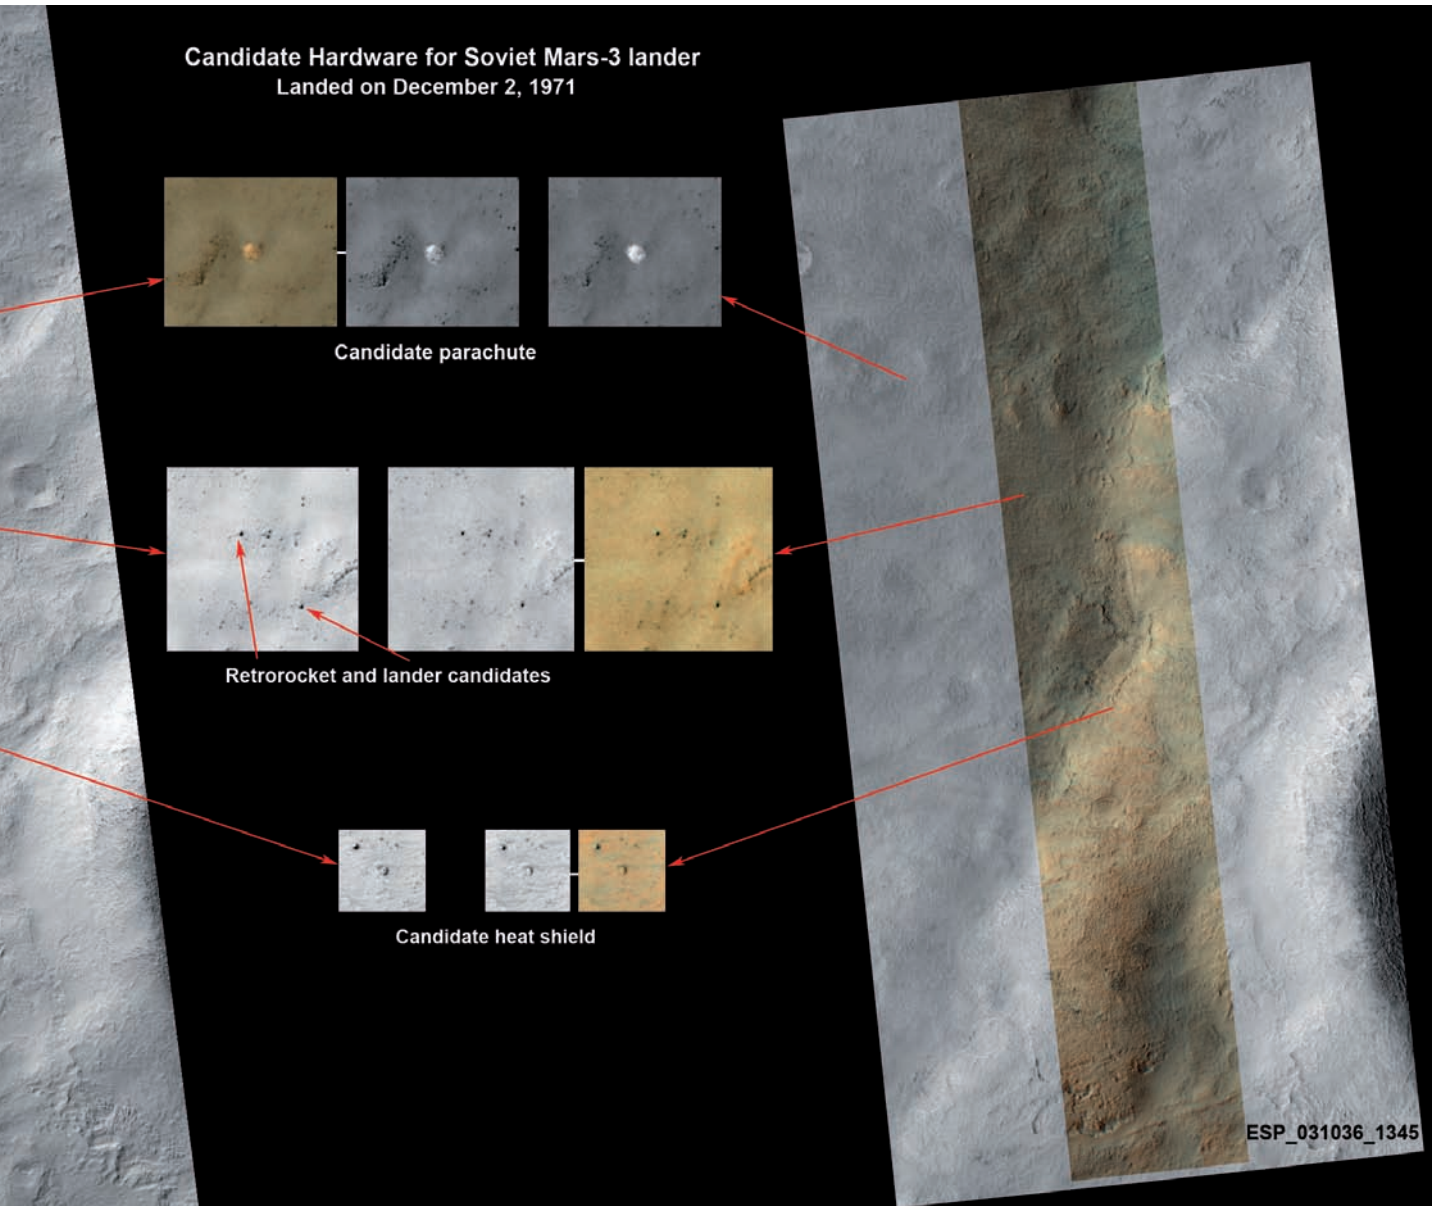 Candidate Hardware for Soviet Mars-3 lander
Landed on December 2, 1971
Candidate parachute
Retrorocket and lander candidates
Candidate heat shield
ESP_031036_1345